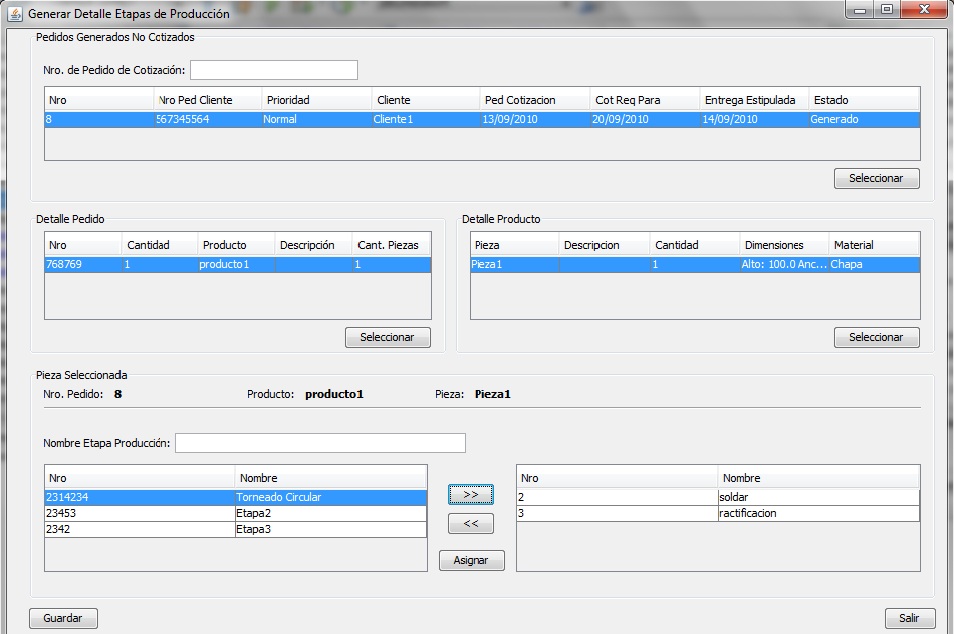 Generar Detalle Etapas de Producción
Pedidos Generados No Cotizados
Nro. de Pedido de Cotización:
Nro Nro Ped Cliente Prioridad Cliente Ped Cotizacion Cot Req Para Entrega Estipulada Estado
8 567345564 Normal Cliente1 13/09/2010 20/09/2010 14/09/2010 Generado
Seleccionar
Detalle Pedido
Nro Cantidad Producto Descripción Cant. Piezas
768769 1 producto1 1
Seleccionar
Detalle Producto
Pieza Descripcion Cantidad Dimensiones Material
Pieza1 1 Alto: 100.0 Anc... Chapa
Seleccionar
Pieza Seleccionada
Nro. Pedido: 8 Producto: producto1 Pieza: Pieza1
Nombre Etapa Producción:
Nro Nombre
2314234 Torneado Circular
23453 Etapa2
2342 Etapa3
>>
<<
Asignar
Nro Nombre
2 soldar
3 ractificacion
Guardar
Salir